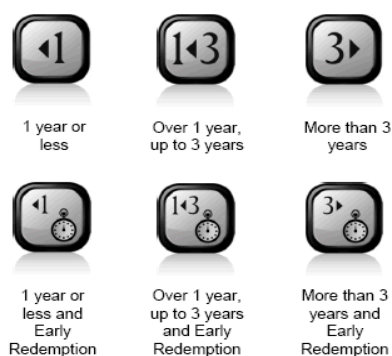 ◂1 1◂3 3▸
1 year or less
Over 1 year, up to 3 years
More than 3 years
◂1 1◂3 3▸
1 year or less and Early Redemption
Over 1 year, up to 3 years and Early Redemption
More than 3 years and Early Redemption